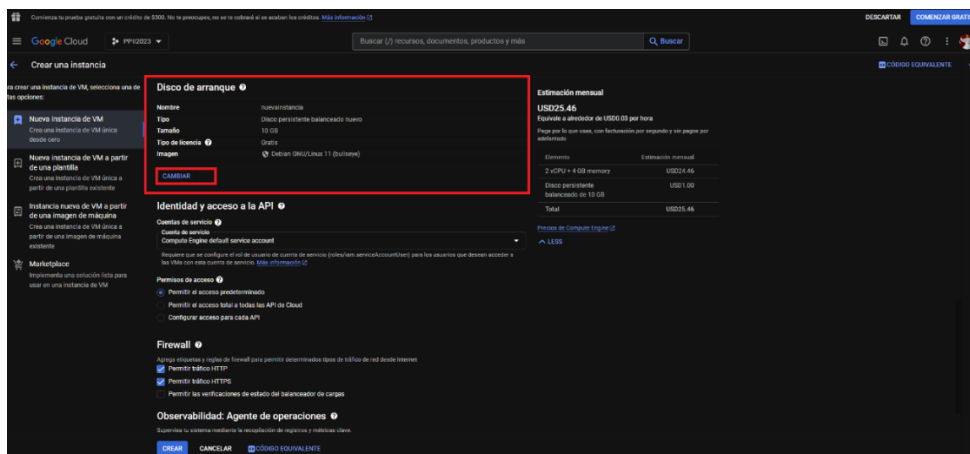 Comienza tu prueba gratuita con un crédito de $300. No te preocupes, no se te cobrará si se acaban los créditos. Más información
DESCARTAR
COMENZAR GRATIS
Google Cloud
PPII2023
Buscar (/) recursos, documentos, productos y más
Buscar
Crear una instancia
CÓDIGO EQUIVALENTE
ra crear una instancia de VM, selecciona una de
tas opciones:
Nueva instancia de VM
Crea una instancia de VM única
desde cero
Nueva instancia de VM a partir
de una plantilla
Crea una instancia de VM única a
partir de una plantilla existente
Instancia nueva de VM a partir
de una imagen de máquina
Crea una instancia de VM única a
partir de una imagen de máquina
existente
Marketplace
Implementa una solución lista para
usar en una instancia de VM
Disco de arranque
Nombre nuevainstancia
Tipo Disco persistente balanceado nuevo
Tamaño 10 GB
Tipo de licencia Gratis
Imagen Debian GNU/Linux 11 (bullseye)
CAMBIAR
Identidad y acceso a la API
Cuentas de servicio
Cuenta de servicio
Compute Engine default service account
Requiere que se configure el rol de usuario de cuenta de servicio (roles/iam.serviceAccountUser) para los usuarios que deseen acceder a
las VMs con esta cuenta de servicio. Más información
Permisos de acceso
Permitir el acceso predeterminado
Permitir el acceso total a todas las API de Cloud
Configurar acceso para cada API
Firewall
Agrega etiquetas y reglas de firewall para permitir determinados tipos de tráfico de red desde Internet
Permitir tráfico HTTP
Permitir tráfico HTTPS
Permitir las verificaciones de estado del balanceador de cargas
Observabilidad: Agente de operaciones
Supervisa tu sistema mediante la recopilación de registros y métricas clave.
CREAR
CANCELAR
CÓDIGO EQUIVALENTE
Estimación mensual
USD25.46
Equivale a alrededor de USD0.03 por hora
Paga por lo que usas, con facturación por segundo y sin pagos por
adelantado
Elemento Estimación mensual
2 vCPU + 4 GB memory USD24.46
Disco persistente
balanceado de 10 GB USD1.00
Total USD25.46
Precios de Compute Engine
LESS